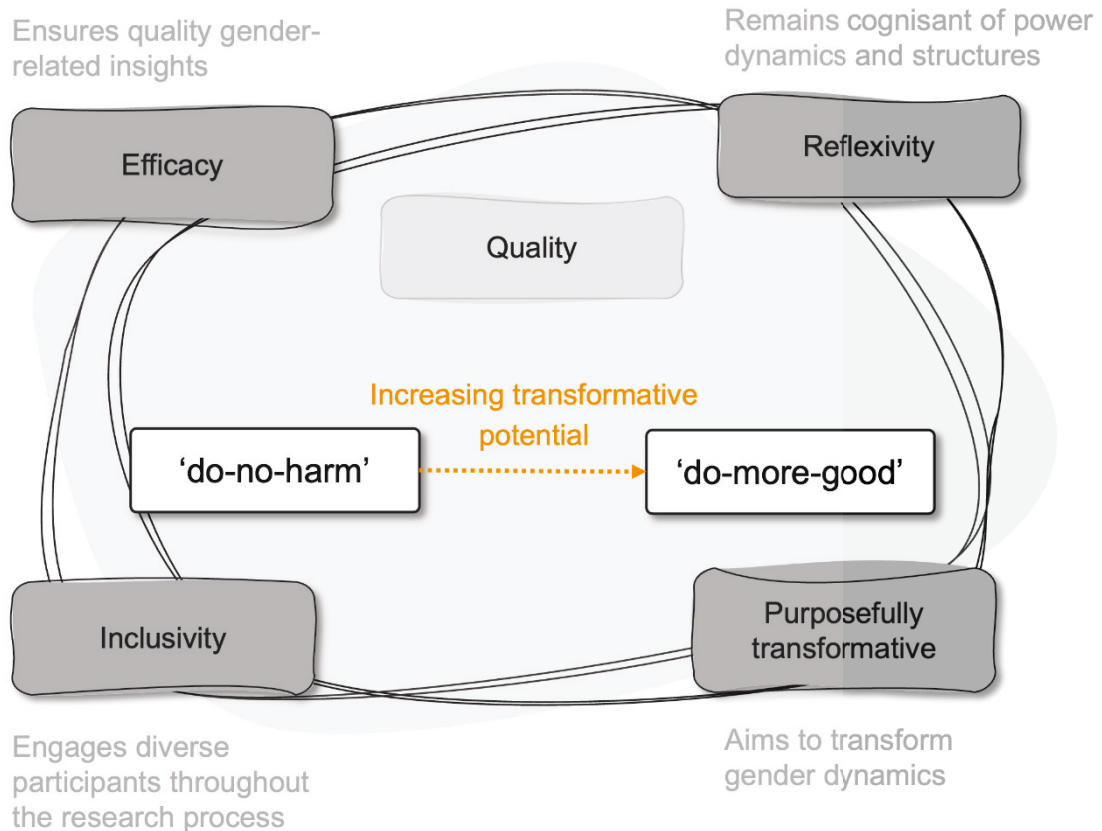 Ensures quality gender-
related insights
Remains cognisant of power
dynamics and structures
Efficacy
Reflexivity
Quality
Increasing transformative
potential
‘do-no-harm’
‘do-more-good’
Inclusivity
Purposefully
transformative
Engages diverse
participants throughout
the research process
Aims to transform
gender dynamics